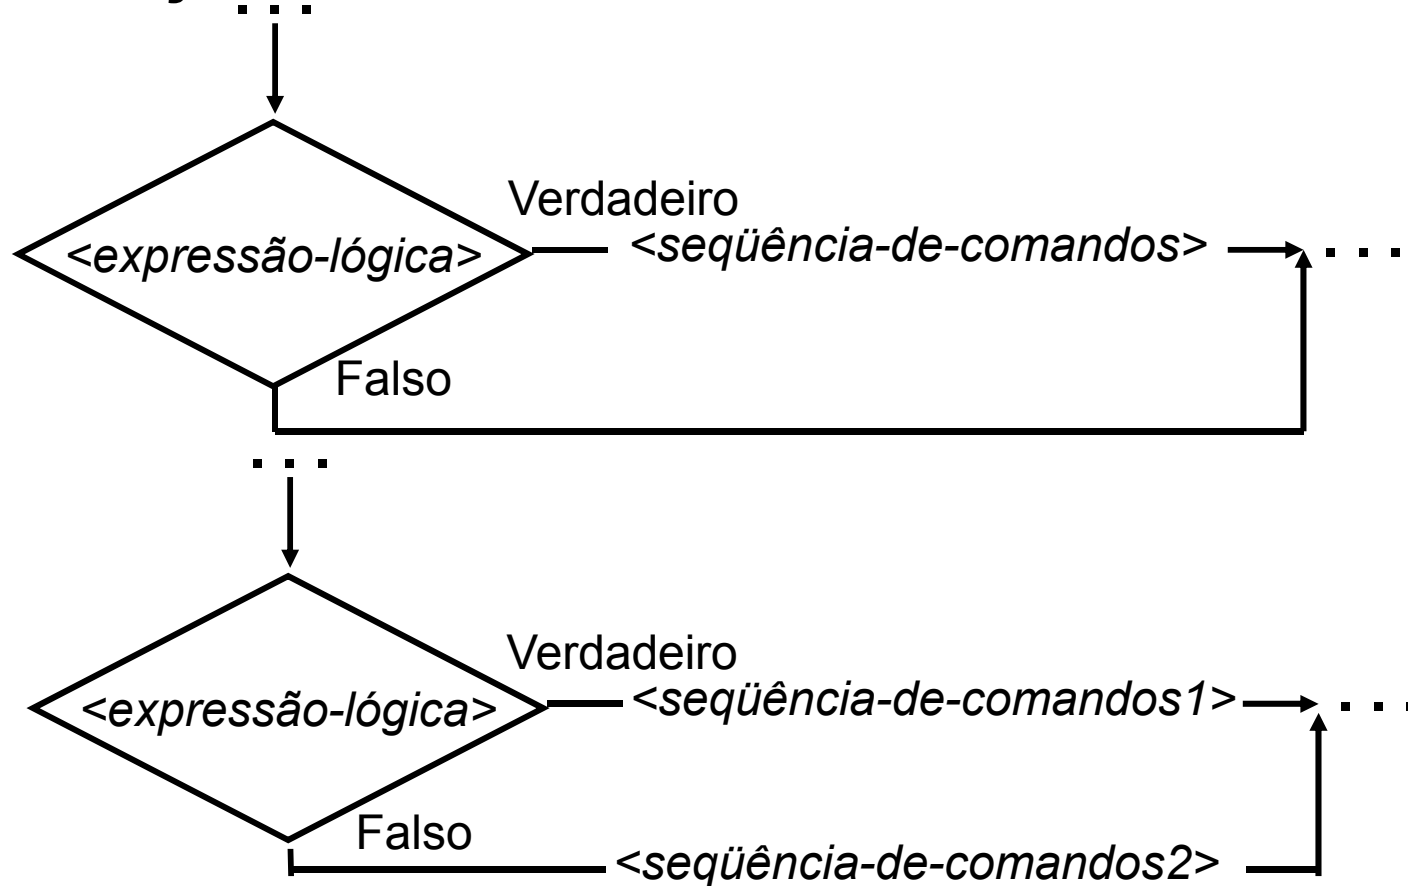 . . .
Verdadeiro
<expressão-lógica>
<seqüência-de-comandos>
. . .
Falso
. . .
Verdadeiro
<expressão-lógica>
<seqüência-de-comandos1>
. . .
Falso
<seqüência-de-comandos2>